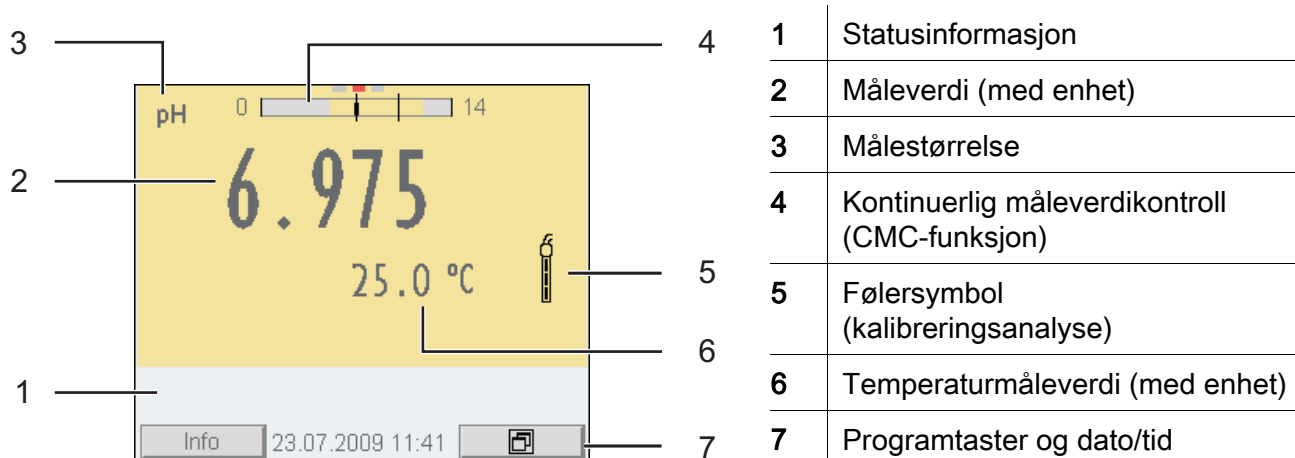 3
4
pH
0
14
2
6.975
25.0 °C
5
6
1
Info
23.07.2009 11:41
7
1 Statusinformasjon
2 Måleverdi (med enhet)
3 Målestørrelse
4 Kontinuerlig måleverdikontroll
(CMC-funksjon)
5 Følersymbol
(kalibreringsanalyse)
6 Temperaturmåleverdi (med enhet)
7 Programtaster og dato/tid